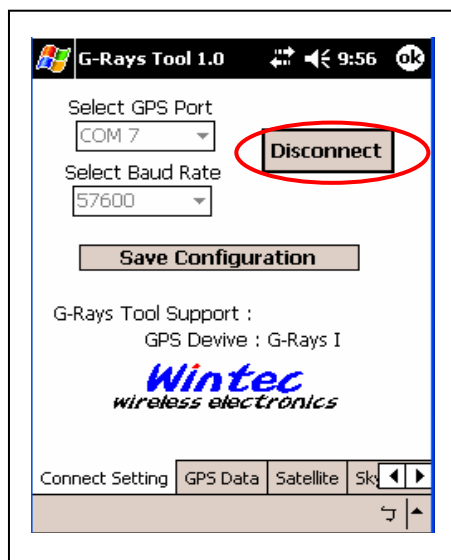 G-Rays Tool 1.0 9:56 ok
Select GPS Port
COM 7
Disconnect
Select Baud Rate
57600
Save Configuration
G-Rays Tool Support :
GPS Devive : G-Rays I
Wintec
wireless electronics
Connect Setting GPS Data Satellite Sky